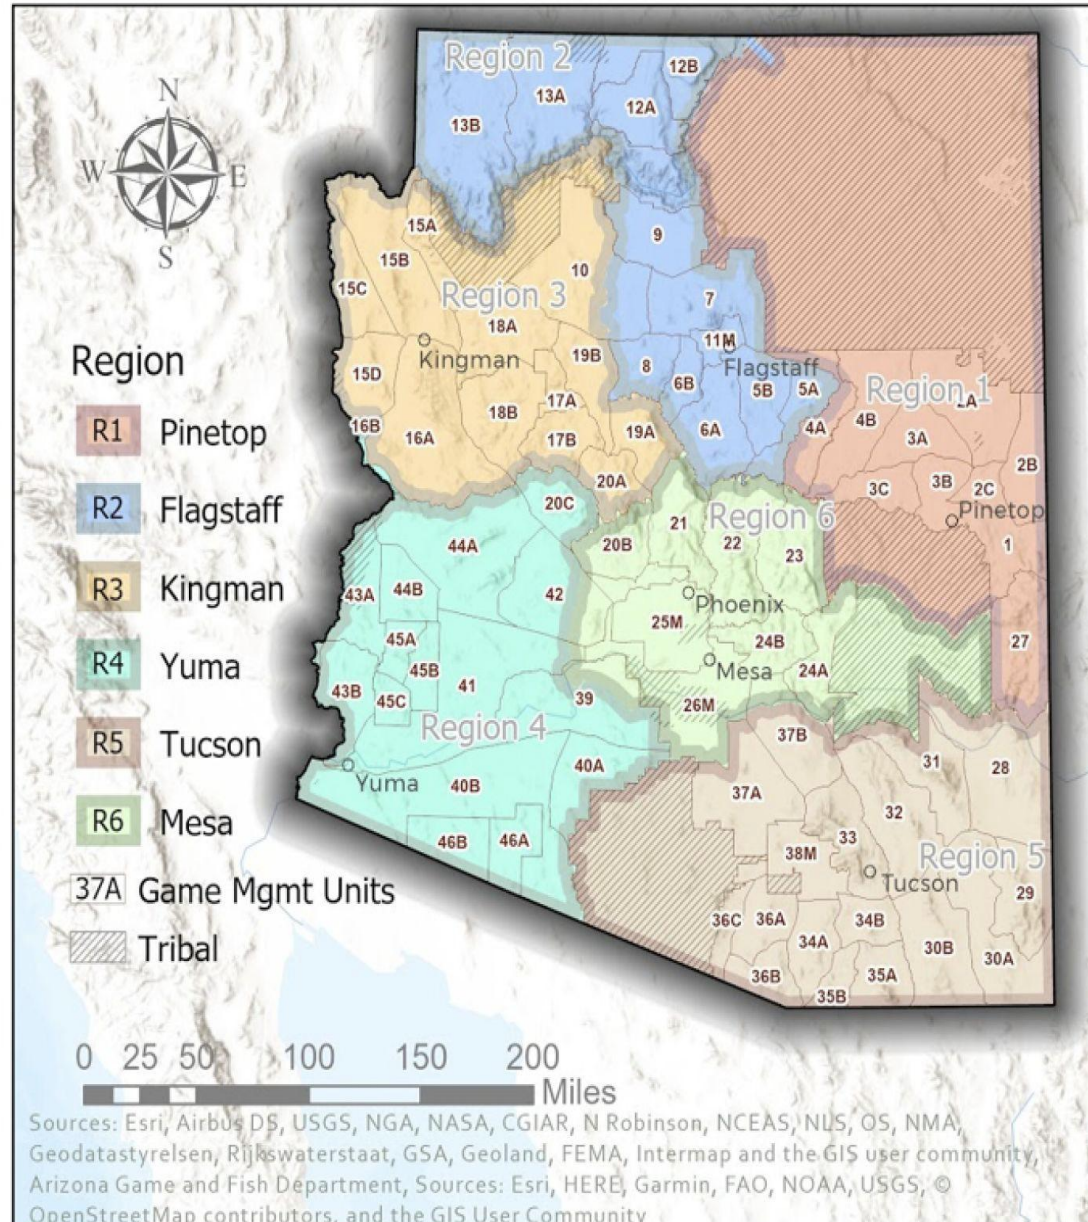 Region 2
12B
13A
12A
13B
N
W E
S
15A
9
15B
10
15C
Region 3
7
18A
11M
Kingman
19B
Flagstaff
Region
8
15D
6B
5B
5A
Region 1
2A
17A
18B
4B
R1 Pinetop
16B
16A
17B
19A
6A
4A
3A
2B
20A
3C
3B
2C
R2 Flagstaff
20C
21
Region 6
Pinetop
44A
20B
22
23
1
R3 Kingman
43A
44B
42
Phoenix
25M
45A
24B
27
R4 Yuma
45B
Mesa
24A
43B
45C
41
39
26M
Region 4
37B
R5 Tucson
31
28
Yuma
40A
40B
37A
32
R6 Mesa
46B
46A
33
38M
Region 5
Tucson
37A Game Mgmt Units
29
36C
36A
34B
34A
30B
Tribal
30A
36B
35A
35B
0 25 50 100 150 200
Miles
Sources: Esri, Airbus DS, USGS, NGA, NASA, CGIAR, N Robinson, NCEAS, NLS, OS, NMA,
Geodatastyrelsen, Rijkswaterstaat, GSA, Geoland, FEMA, Intermap and the GIS user community,
Arizona Game and Fish Department, Sources: Esri, HERE, Garmin, FAO, NOAA, USGS, ©
OpenStreetMap contributors, and the GIS User Community